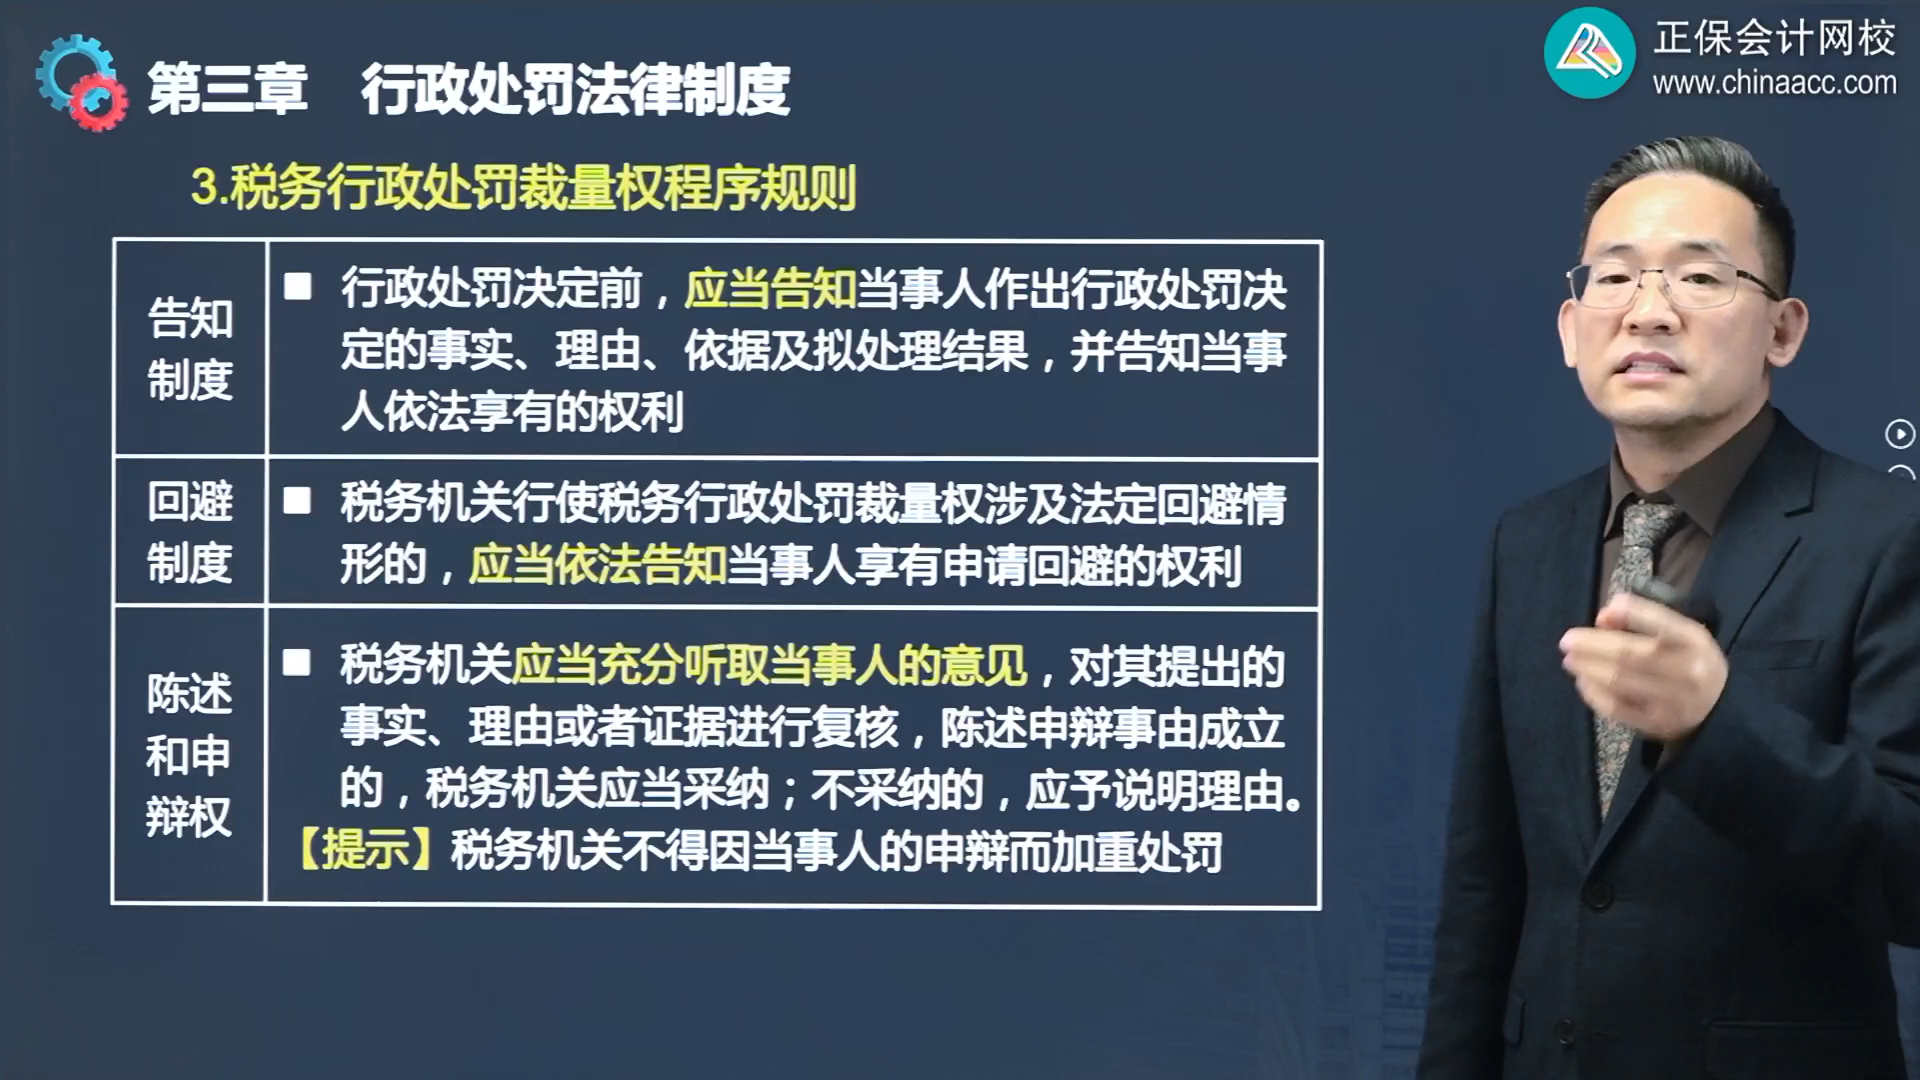 正保会计网校
www.chinaacc.com
第三章 行政处罚法律制度
3.税务行政处罚裁量权程序规则
告知
制度
行政处罚决定前，应当告知当事人作出行政处罚决
定的事实、理由、依据及拟处理结果，并告知当事
人依法享有的权利
回避
制度
税务机关行使税务行政处罚裁量权涉及法定回避情
形的，应当依法告知当事人享有申请回避的权利
陈述
和申
辩权
税务机关应当充分听取当事人的意见，对其提出的
事实、理由或者证据进行复核，陈述申辩事由成立
的，税务机关应当采纳；不采纳的，应予说明理由。
【提示】税务机关不得因当事人的申辩而加重处罚